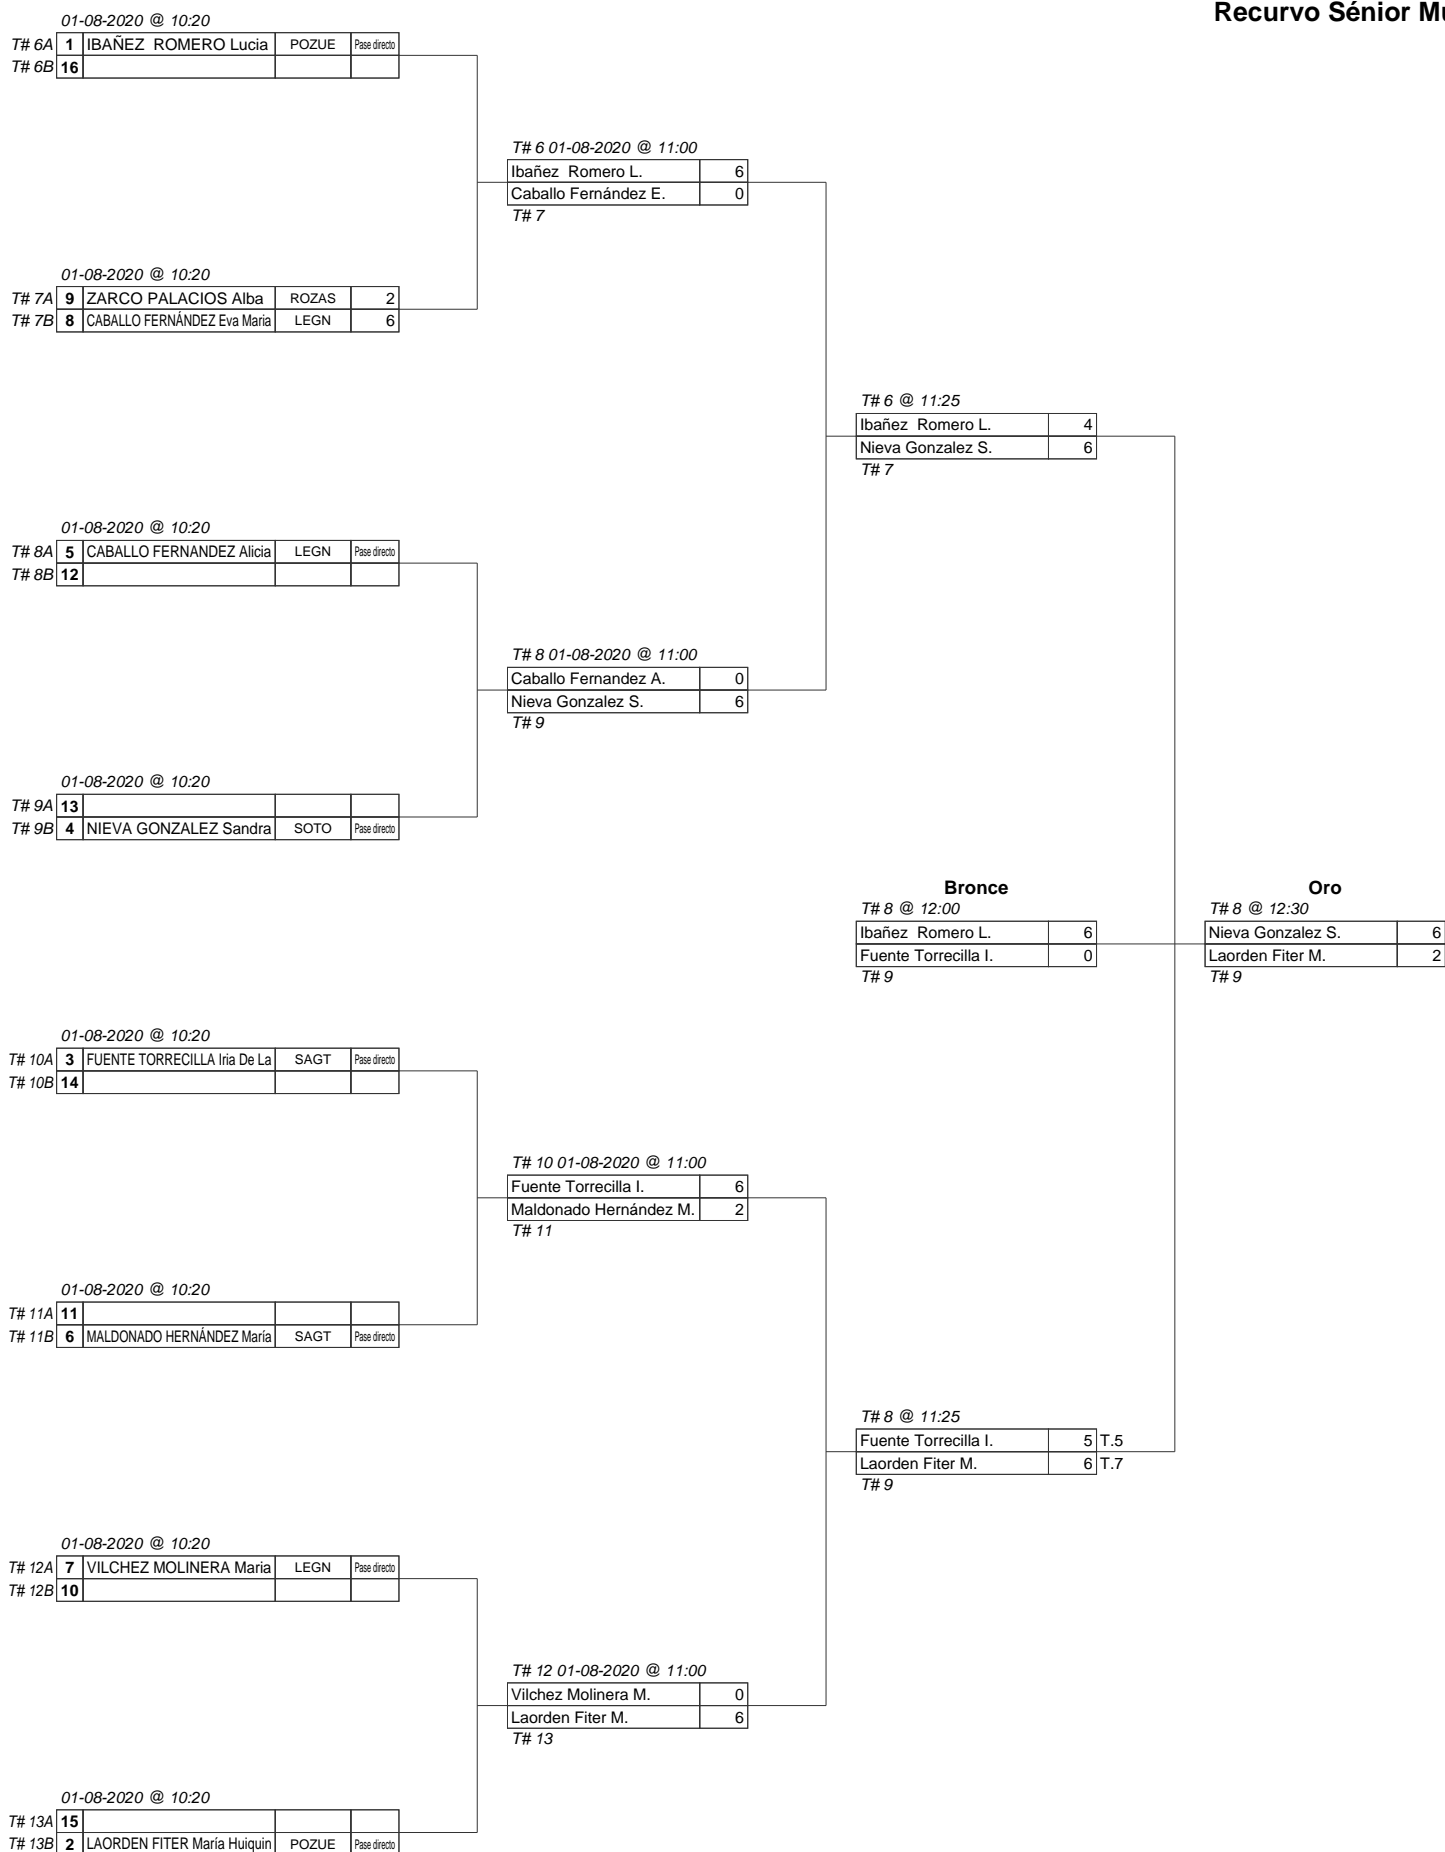 Recurvo Sénior Mu
01-08-2020 @ 10:20
T# 6A 1 IBAÑEZ ROMERO Lucia POZUE Pase directo
T# 6B 16
T# 6 01-08-2020 @ 11:00
Ibañez Romero L. 6
Caballo Fernández E. 0
T# 7
01-08-2020 @ 10:20
T# 7A 9 ZARCO PALACIOS Alba ROZAS 2
T# 7B 8 CABALLO FERNÁNDEZ Eva Maria LEGN 6
T# 6 @ 11:25
Ibañez Romero L. 4
Nieva Gonzalez S. 6
T# 7
01-08-2020 @ 10:20
T# 8A 5 CABALLO FERNANDEZ Alicia LEGN Pase directo
T# 8B 12
T# 8 01-08-2020 @ 11:00
Caballo Fernandez A. 0
Nieva Gonzalez S. 6
T# 9
01-08-2020 @ 10:20
T# 9A 13
T# 9B 4 NIEVA GONZALEZ Sandra SOTO Pase directo
Bronce
T# 8 @ 12:00
Ibañez Romero L. 6
Fuente Torrecilla I. 0
T# 9
Oro
T# 8 @ 12:30
Nieva Gonzalez S. 6
Laorden Fiter M. 2
T# 9
01-08-2020 @ 10:20
T# 10A 3 FUENTE TORRECILLA Iria De La SAGT Pase directo
T# 10B 14
T# 10 01-08-2020 @ 11:00
Fuente Torrecilla I. 6
Maldonado Hernández M. 2
T# 11
01-08-2020 @ 10:20
T# 11A 11
T# 11B 6 MALDONADO HERNÁNDEZ María SAGT Pase directo
T# 8 @ 11:25
Fuente Torrecilla I. 5 T.5
Laorden Fiter M. 6 T.7
T# 9
01-08-2020 @ 10:20
T# 12A 7 VILCHEZ MOLINERA Maria LEGN Pase directo
T# 12B 10
T# 12 01-08-2020 @ 11:00
Vilchez Molinera M. 0
Laorden Fiter M. 6
T# 13
01-08-2020 @ 10:20
T# 13A 15
T# 13B 2 LAORDEN FITER María Huiquin POZUE Pase directo